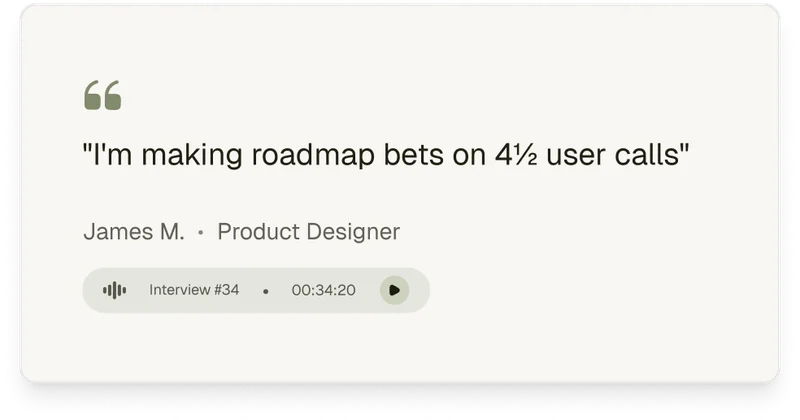 "I'm making roadmap bets on 4½ user calls"
James M. • Product Designer
Interview #34 • 00:34:20